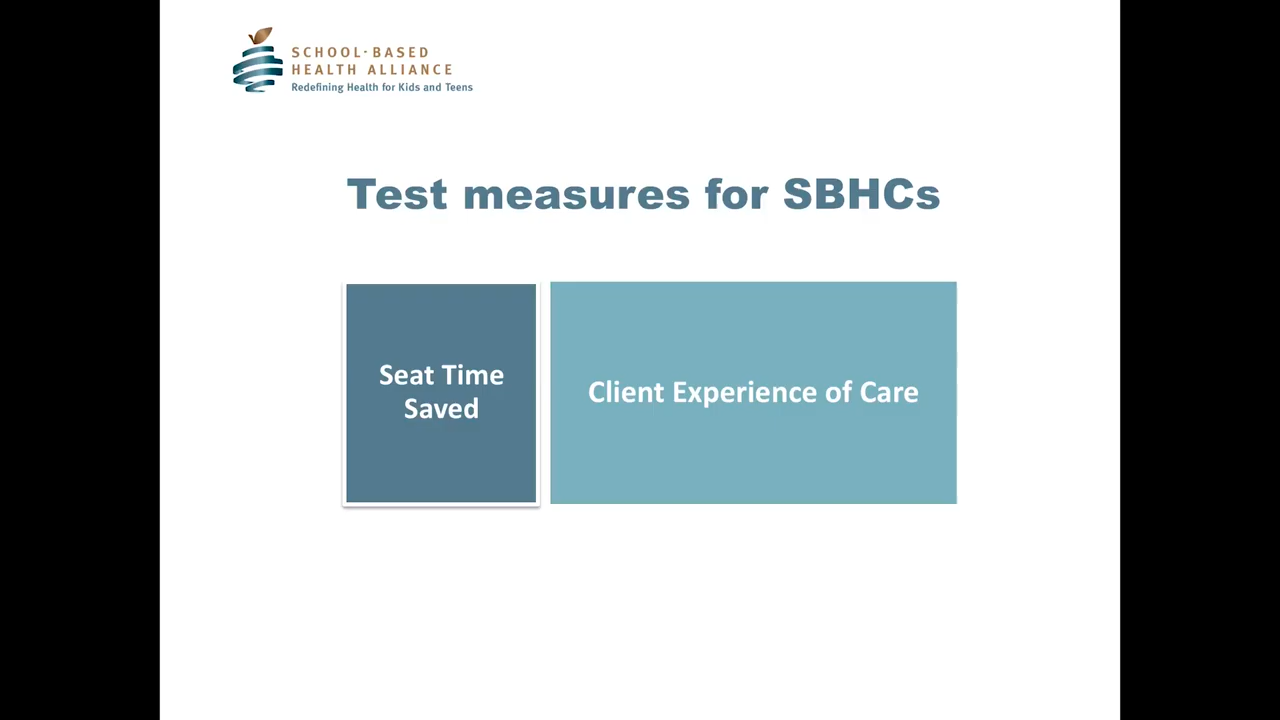 SCHOOL-BASED
HEALTH ALLIANCE
Redefining Health for Kids and Teens
Test measures for SBHCs
Seat Time
Saved
Client Experience of Care